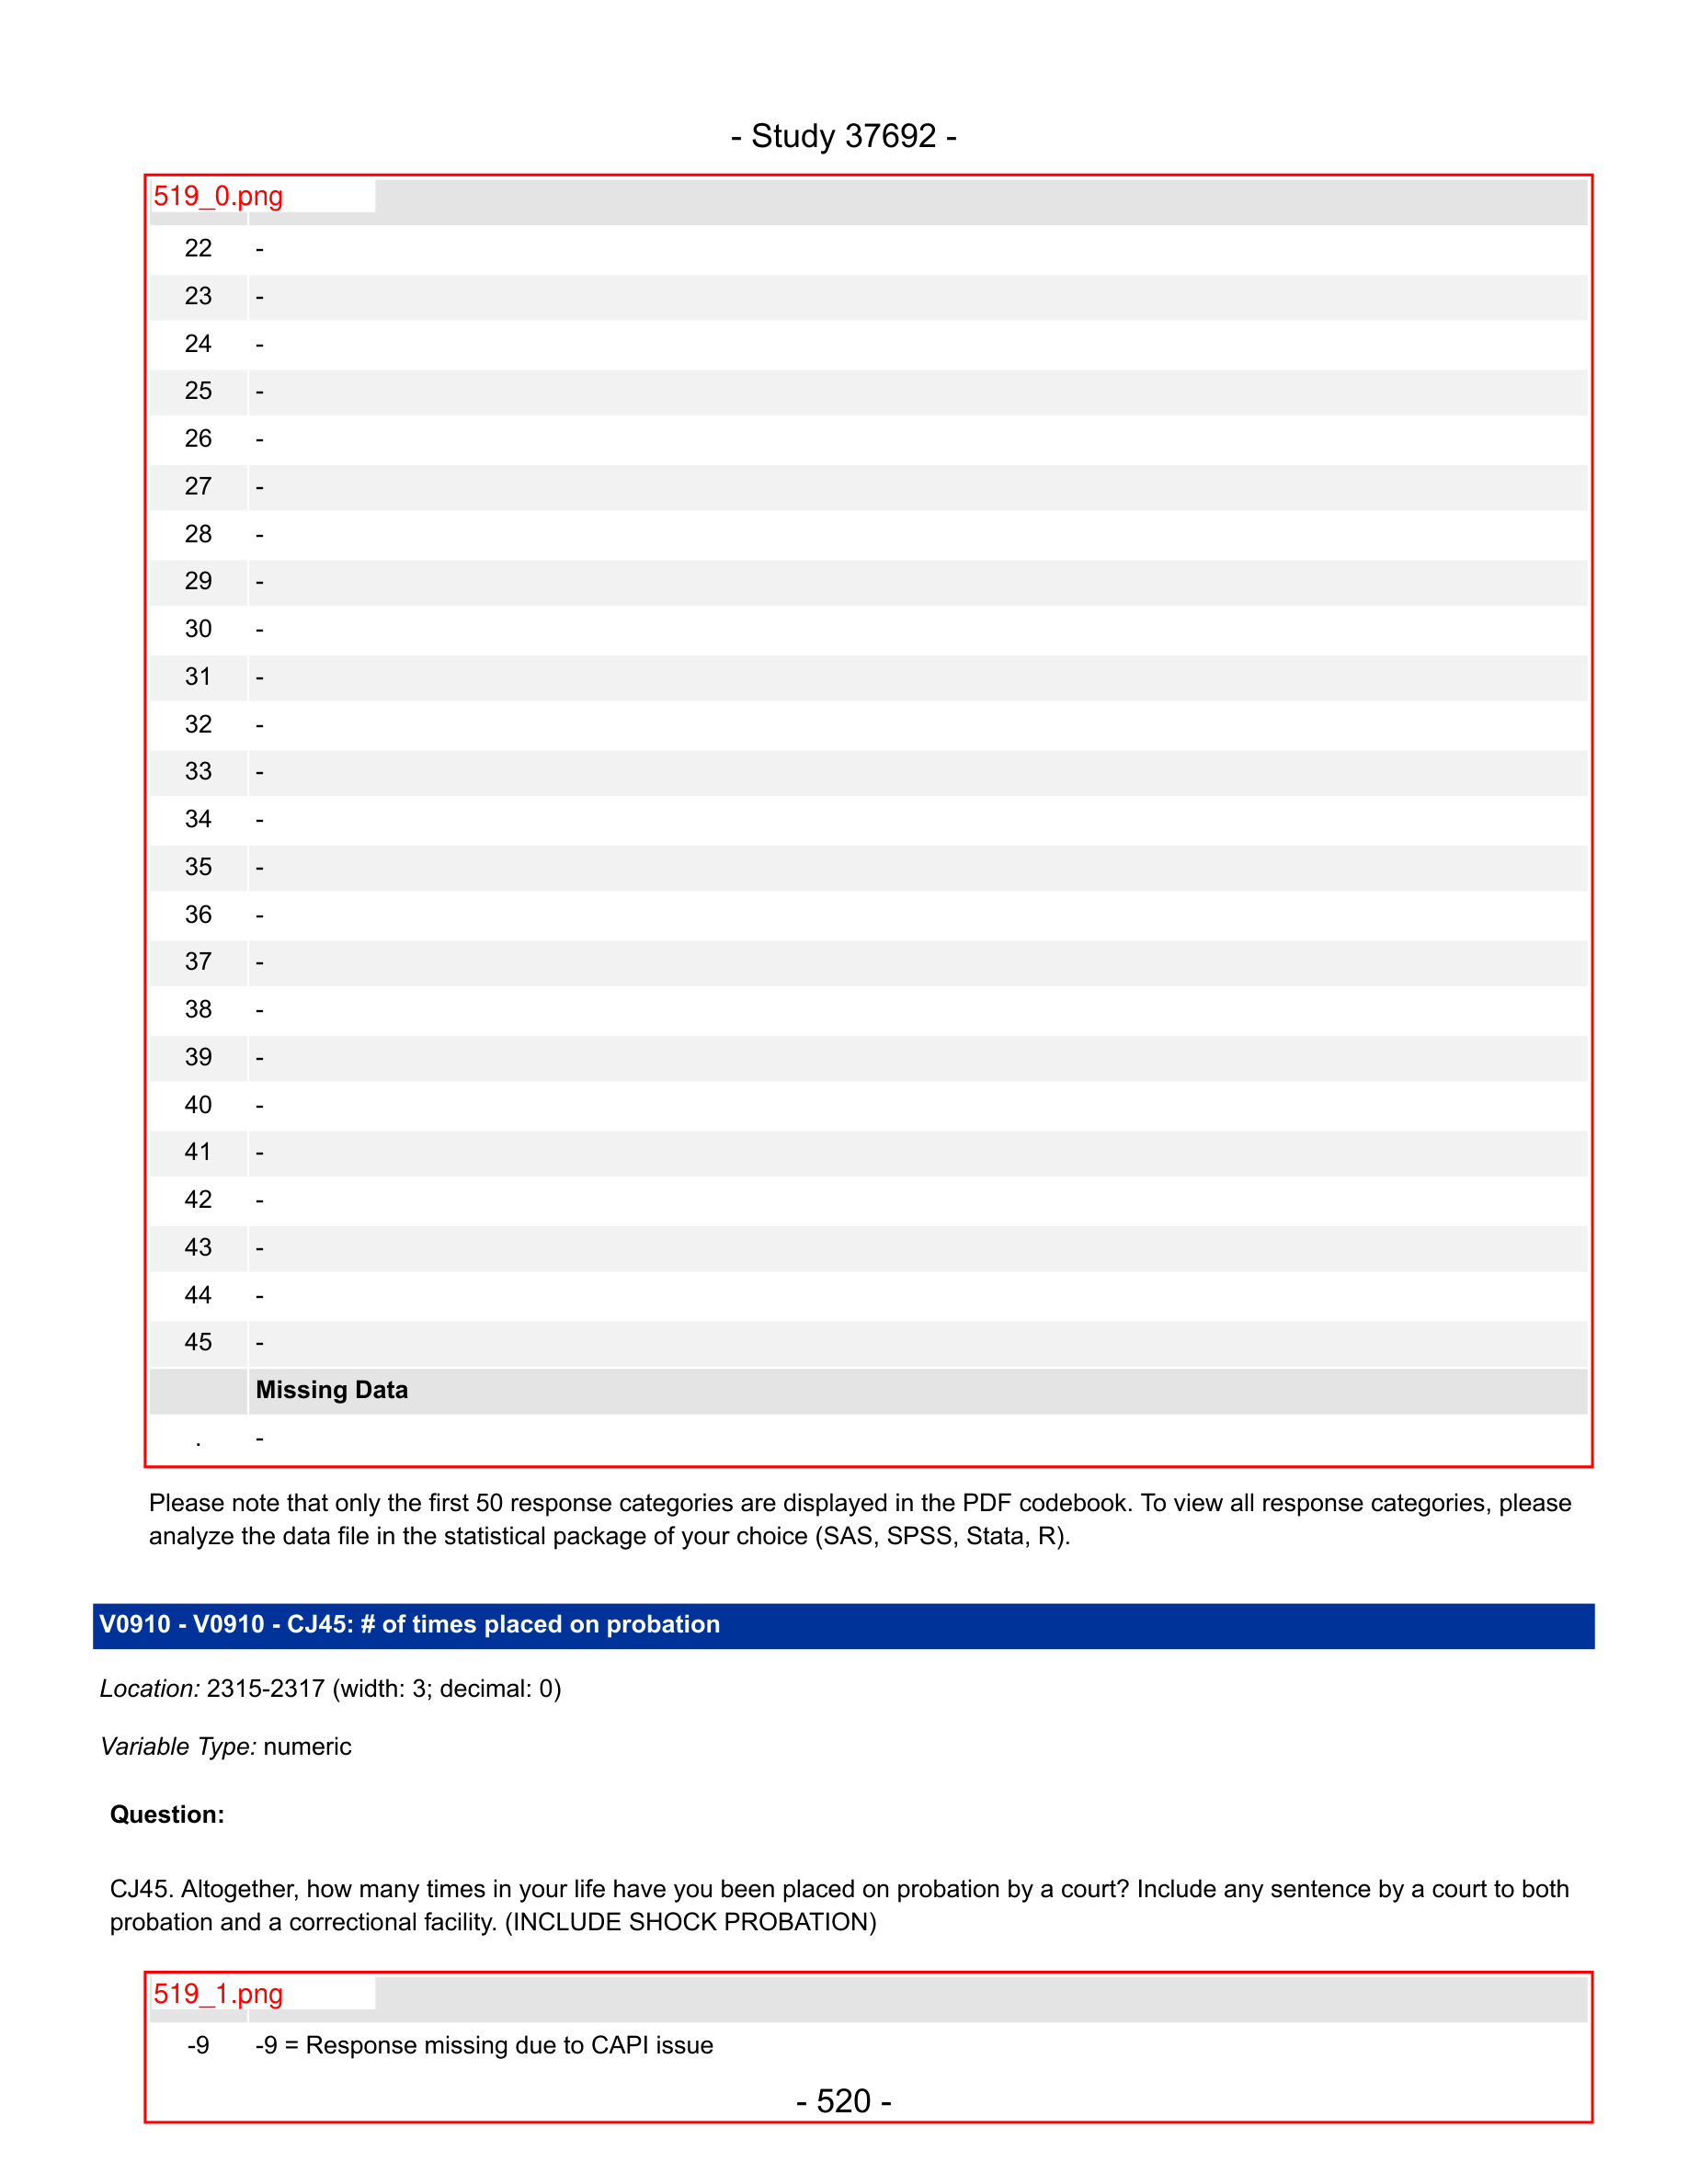 - Study 37692 -
519_0.png
22 -
23 -
24 -
25 -
26 -
27 -
28 -
29 -
30 -
31 -
32 -
33 -
34 -
35 -
36 -
37 -
38 -
39 -
40 -
41 -
42 -
43 -
44 -
45 -
Missing Data
. -
Please note that only the first 50 response categories are displayed in the PDF codebook. To view all response categories, please
analyze the data file in the statistical package of your choice (SAS, SPSS, Stata, R).
V0910 - V0910 - CJ45: # of times placed on probation
Location: 2315-2317 (width: 3; decimal: 0)
Variable Type: numeric
Question:
CJ45. Altogether, how many times in your life have you been placed on probation by a court? Include any sentence by a court to both
probation and a correctional facility. (INCLUDE SHOCK PROBATION)
519_1.png
-9 -9 = Response missing due to CAPI issue
- 520 -